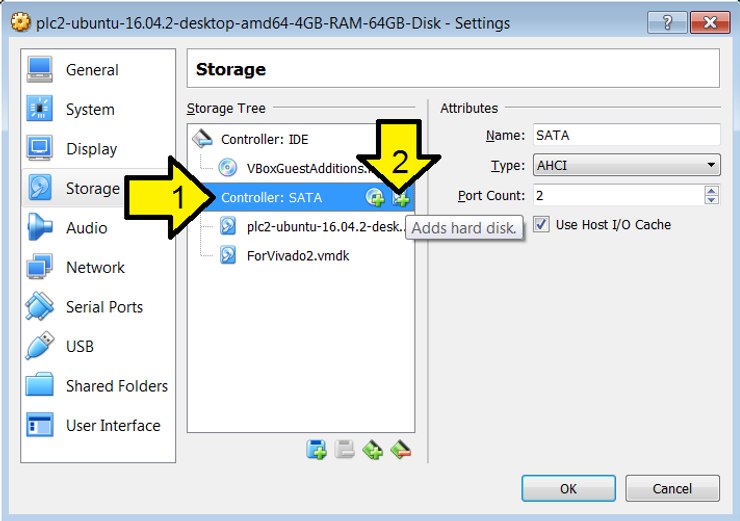 plc2-ubuntu-16.04.2-desktop-amd64-4GB-RAM-64GB-Disk - Settings
?
General
System
Display
Storage
Audio
Network
Serial Ports
USB
Shared Folders
User Interface
Storage
Storage Tree
Controller: IDE
VBoxGuestAdditions.
Controller: SATA
plc2-ubuntu-16.04.2-desk...
ForVivado2.vmdk
1
2
Adds hard disk.
Attributes
Name: SATA
Type: AHCI
Port Count: 2
Use Host I/O Cache
OK
Cancel